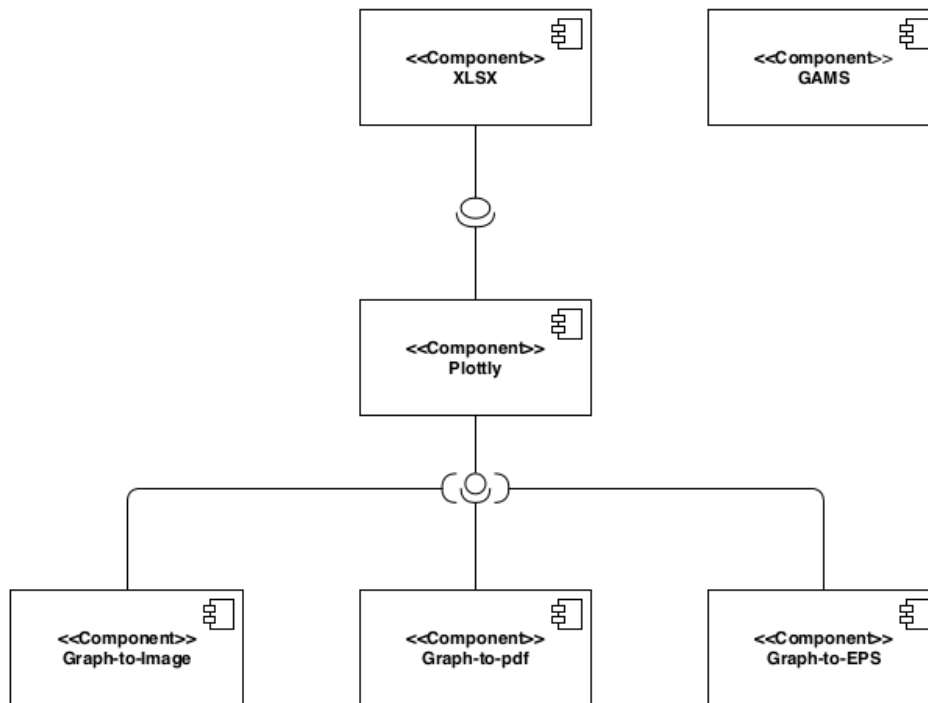 <<Component>>
XLSX
<<Component>>
GAMS
<<Component>>
Plottly
<<Component>>
Graph-to-Image
<<Component>>
Graph-to-pdf
<<Component>>
Graph-to-EPS